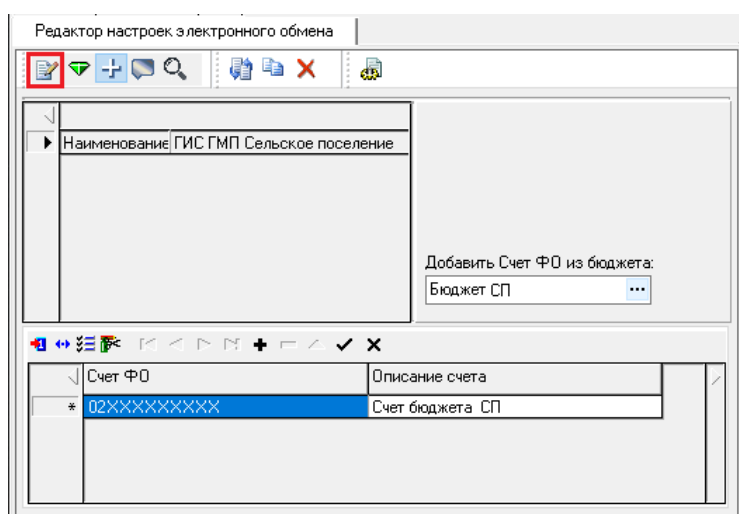 Редактор настроек электронного обмена
Наименование ГИС ГМП Сельское поселение
Добавить Счет ФО из бюджета:
Бюджет СП ...
Счет ФО Описание счета
* 02XXXXXXXXX Счет бюджета СП